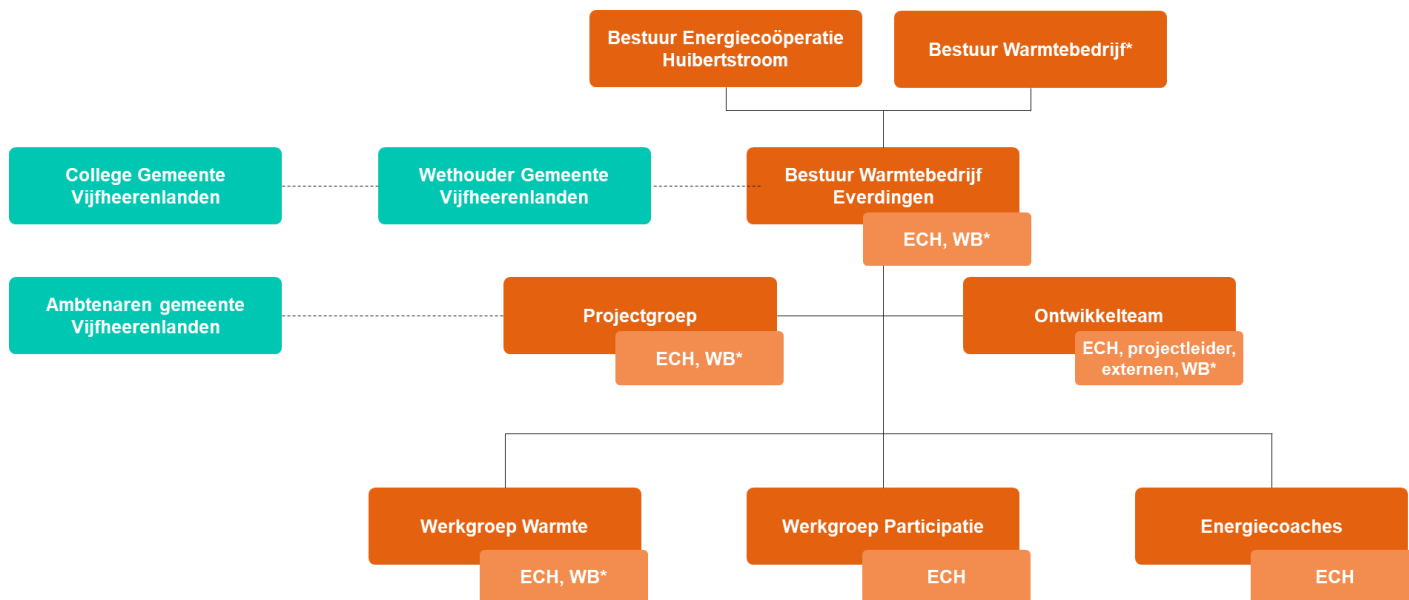 Bestuur Energiecoöperatie
Huibertstroom
Bestuur Warmtebedrijf*
College Gemeente
Vijfheerenlanden
Wethouder Gemeente
Vijfheerenlanden
Bestuur Warmtebedrijf
Everdingen
ECH, WB*
Ambtenaren gemeente
Vijfheerenlanden
Projectgroep
ECH, WB*
Ontwikkelteam
ECH, projectleider,
externen, WB*
Werkgroep Warmte
ECH, WB*
Werkgroep Participatie
ECH
Energiecoaches
ECH